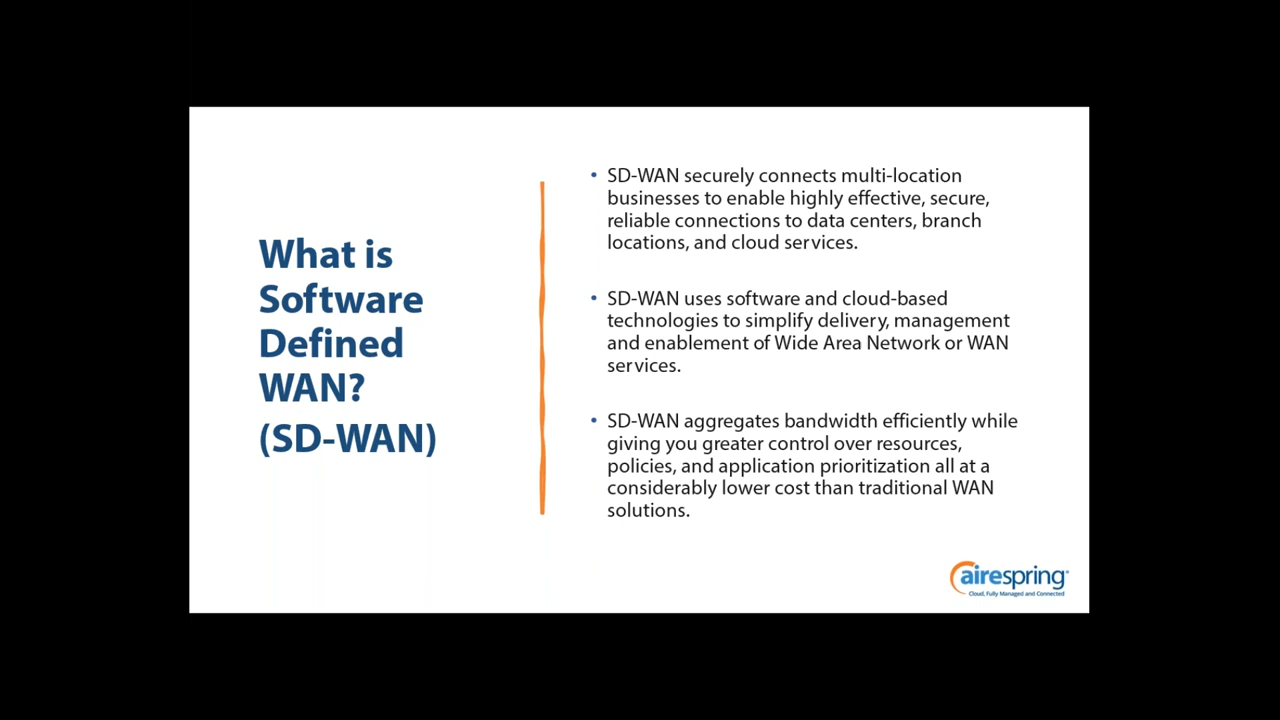 What is
Software
Defined
WAN?
(SD-WAN)
• SD-WAN securely connects multi-location
businesses to enable highly effective, secure,
reliable connections to data centers, branch
locations, and cloud services.
• SD-WAN uses software and cloud-based
technologies to simplify delivery, management
and enablement of Wide Area Network or WAN
services.
• SD-WAN aggregates bandwidth efficiently while
giving you greater control over resources,
policies, and application prioritization all at a
considerably lower cost than traditional WAN
solutions.
airespring®
Cloud, Fully Managed and Connected